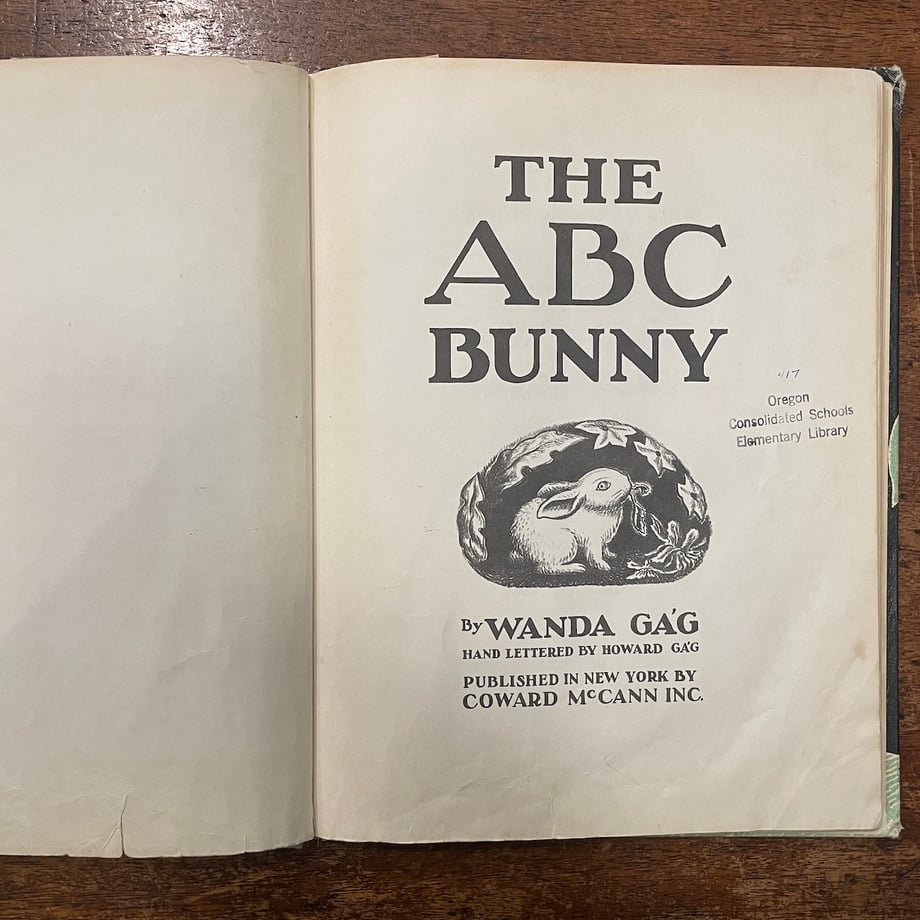 THE
ABC
BUNNY
417
Oregon
Consolidated Schools
Elementary Library
By WANDA GA'G
HAND LETTERED BY HOWARD GA'G
PUBLISHED IN NEW YORK BY
COWARD McCANN INC.